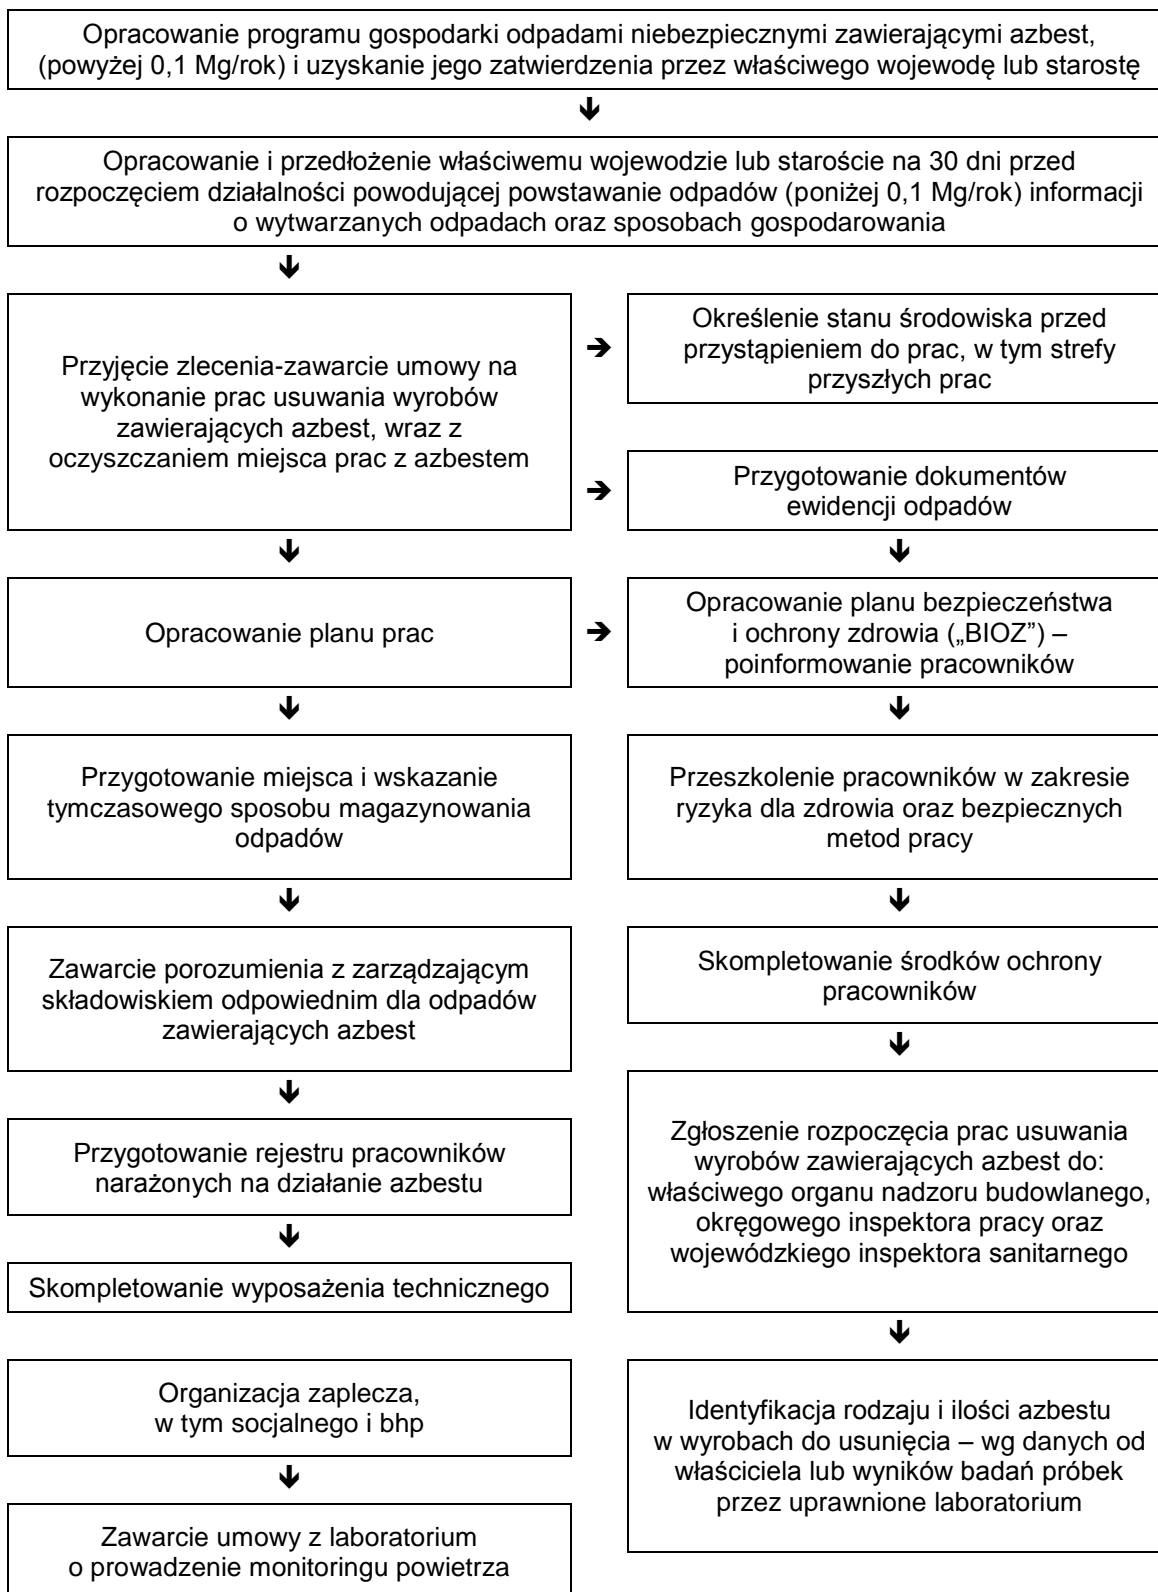 Opracowanie programu gospodarki odpadami niebezpiecznymi zawierającymi azbest,
(powyżej 0,1 Mg/rok) i uzyskanie jego zatwierdzenia przez właściwego wojewodę lub starostę
Opracowanie i przedłożenie właściwemu wojewodzie lub staroście na 30 dni przed
rozpoczęciem działalności powodującej powstawanie odpadów (poniżej 0,1 Mg/rok) informacji
o wytwarzanych odpadach oraz sposobach gospodarowania
Przyjęcie zlecenia-zawarcie umowy na
wykonanie prac usuwania wyrobów
zawierających azbest, wraz z
oczyszczaniem miejsca prac z azbestem
Określenie stanu środowiska przed
przystąpieniem do prac, w tym strefy
przyszłych prac
Przygotowanie dokumentów
ewidencji odpadów
Opracowanie planu prac
Opracowanie planu bezpieczeństwa
i ochrony zdrowia („BIOZ”) –
poinformowanie pracowników
Przygotowanie miejsca i wskazanie
tymczasowego sposobu magazynowania
odpadów
Przeszkolenie pracowników w zakresie
ryzyka dla zdrowia oraz bezpiecznych
metod pracy
Zawarcie porozumienia z zarządzającym
składowiskiem odpowiednim dla odpadów
zawierających azbest
Skompletowanie środków ochrony
pracowników
Przygotowanie rejestru pracowników
narażonych na działanie azbestu
Zgłoszenie rozpoczęcia prac usuwania
wyrobów zawierających azbest do:
właściwego organu nadzoru budowlanego,
okręgowego inspektora pracy oraz
wojewódzkiego inspektora sanitarnego
Skompletowanie wyposażenia technicznego
Organizacja zaplecza,
w tym socjalnego i bhp
Identyfikacja rodzaju i ilości azbestu
w wyrobach do usunięcia – wg danych od
właściciela lub wyników badań próbek
przez uprawnione laboratorium
Zawarcie umowy z laboratorium
o prowadzenie monitoringu powietrza